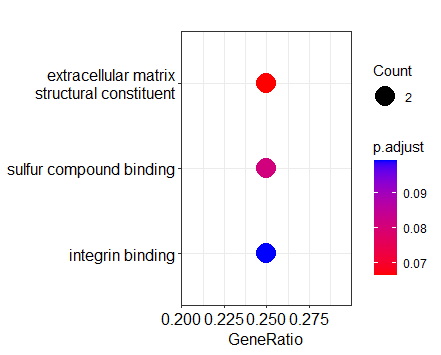 extracellular matrix
structural constituent
sulfur compound binding
integrin binding
0.200 0.225 0.250 0.275
GeneRatio
Count
2
p.adjust
0.09
0.08
0.07